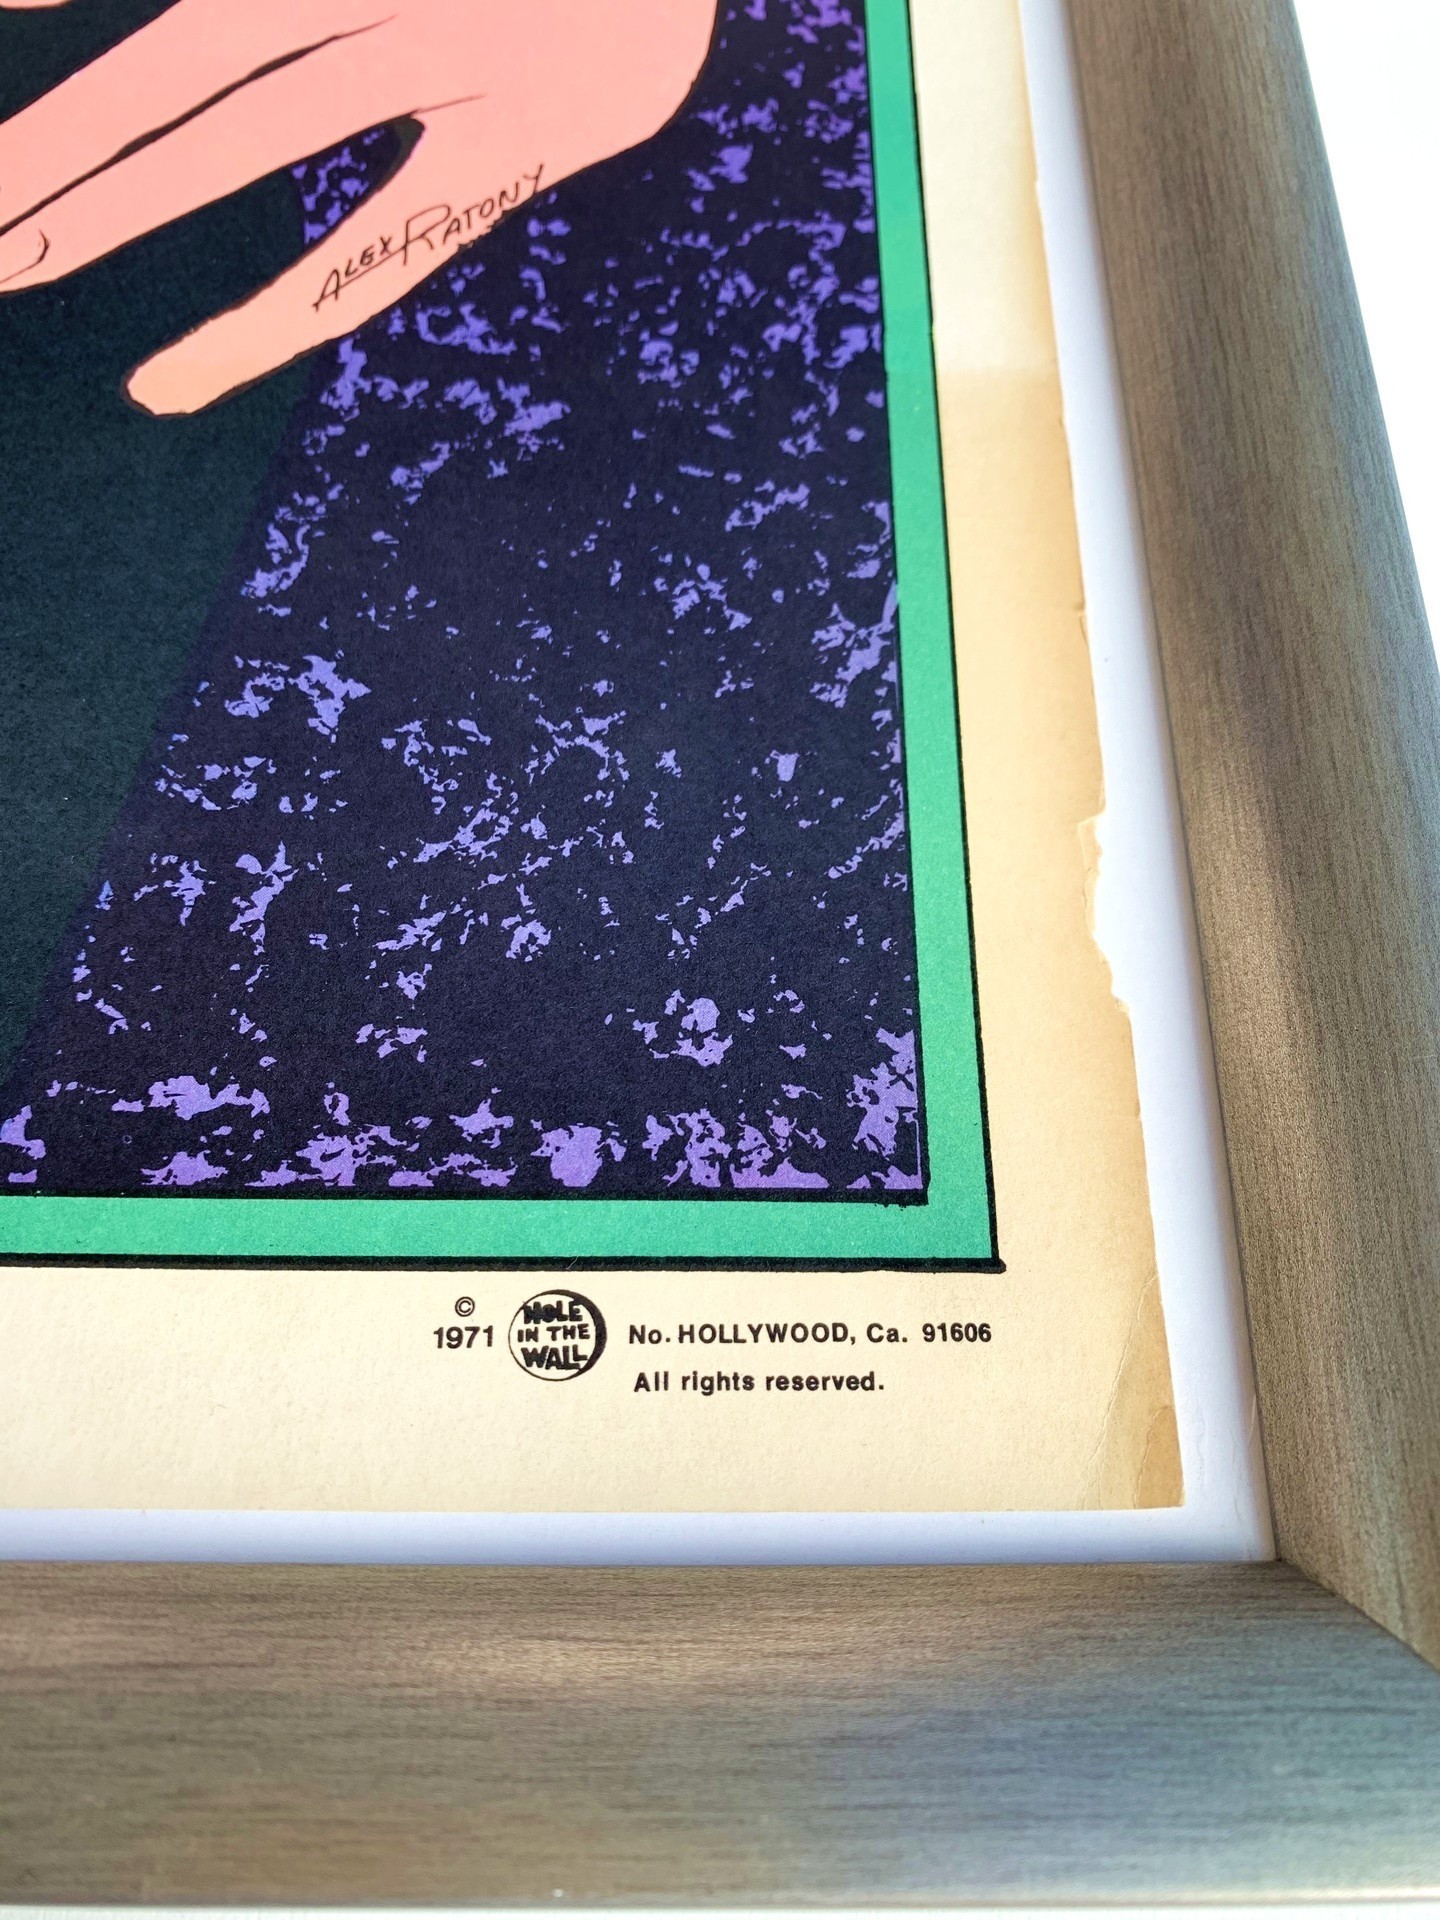 ALEX RATONY
©
1971 HOLE IN THE WALL No. HOLLYWOOD, Ca. 91606
All rights reserved.